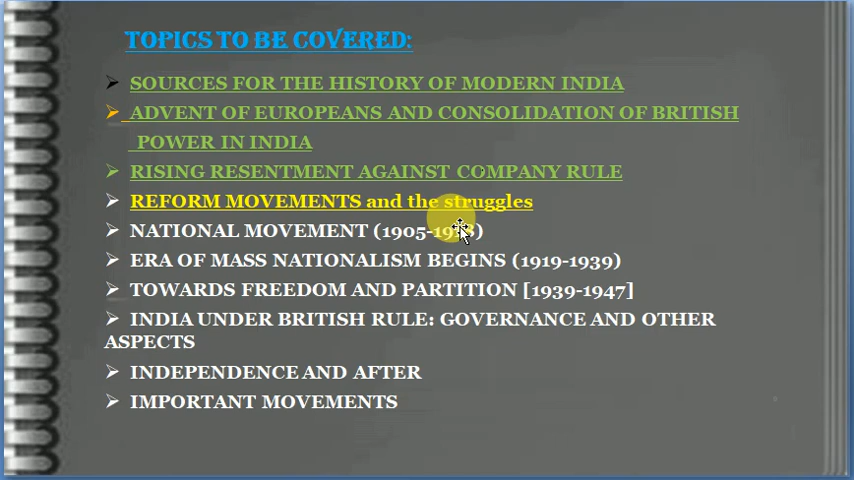 TOPICS TO BE COVERED:
SOURCES FOR THE HISTORY OF MODERN INDIA
ADVENT OF EUROPEANS AND CONSOLIDATION OF BRITISH
POWER IN INDIA
RISING RESENTMENT AGAINST COMPANY RULE
REFORM MOVEMENTS and the struggles
NATIONAL MOVEMENT
ERA OF MASS NATIONALISM BEGINS (1919-1939)
TOWARDS FREEDOM AND PARTITION [1939-1947]
INDIA UNDER BRITISH RULE: GOVERNANCE AND OTHER
ASPECTS
INDEPENDENCE AND AFTER
IMPORTANT MOVEMENTS